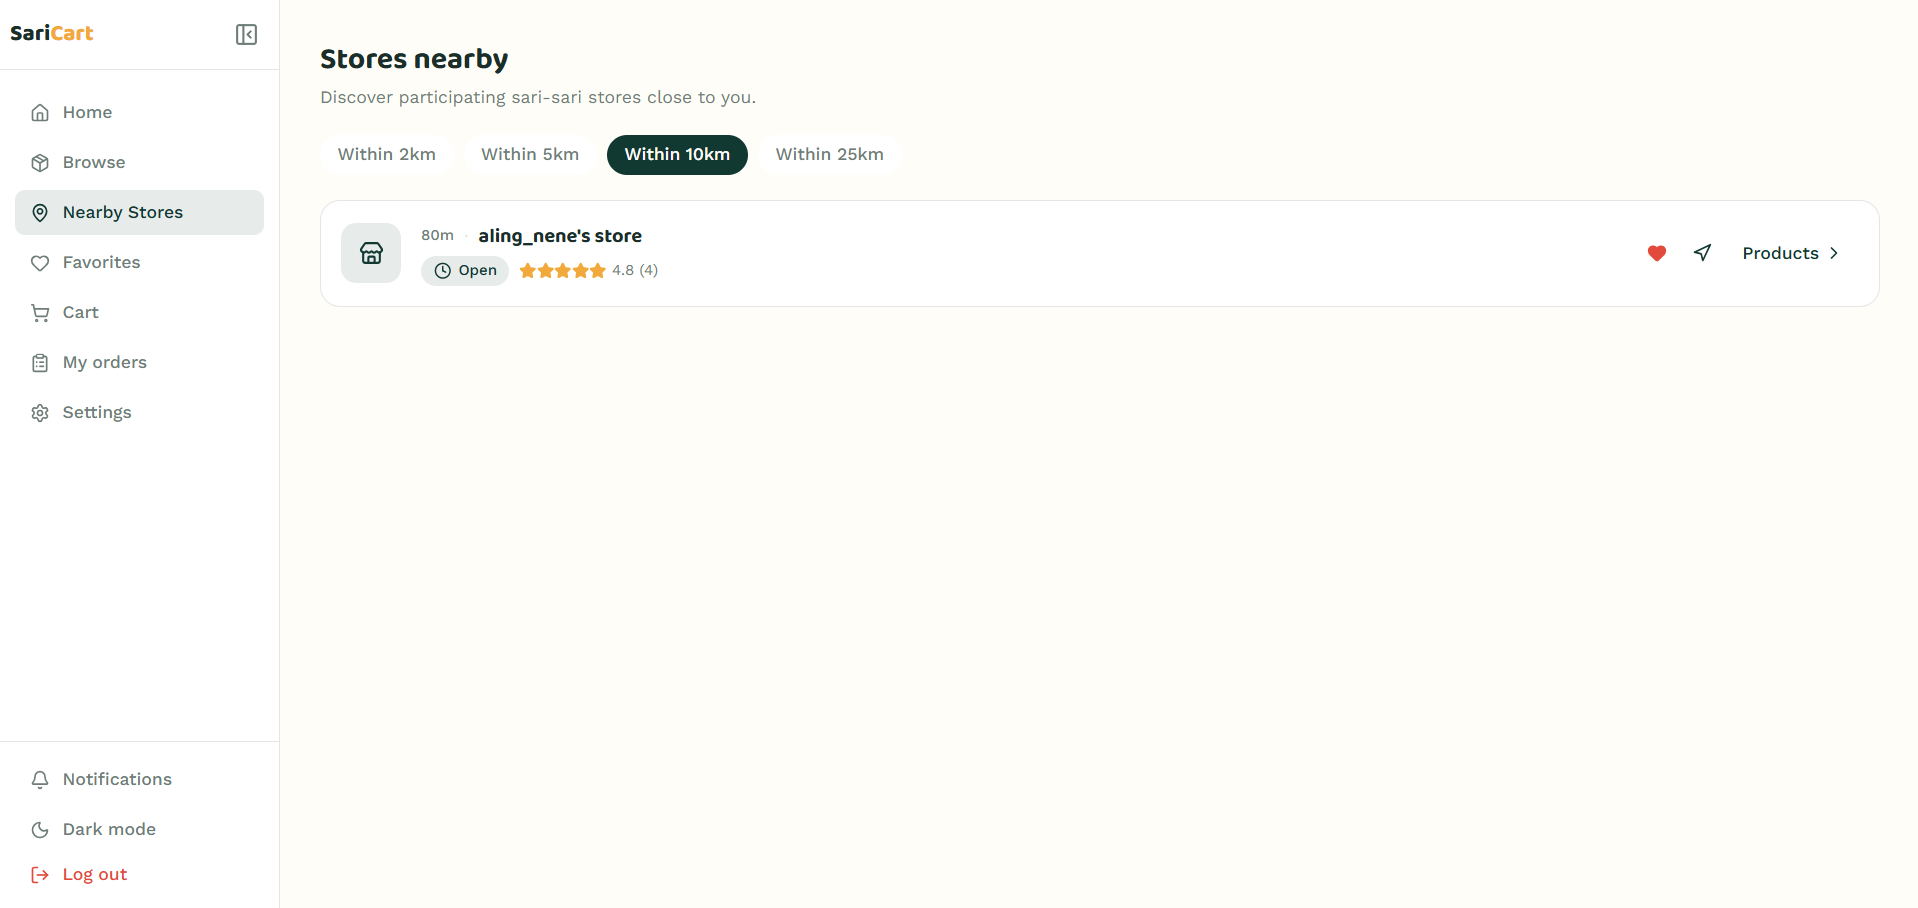 SariCart
Home
Browse
Nearby Stores
Favorites
Cart
My orders
Settings
Notifications
Dark mode
Log out
Stores nearby
Discover participating sari-sari stores close to you.
Within 2km Within 5km Within 10km Within 25km
80m · aling_nene's store
Open 4.8 (4)
Products